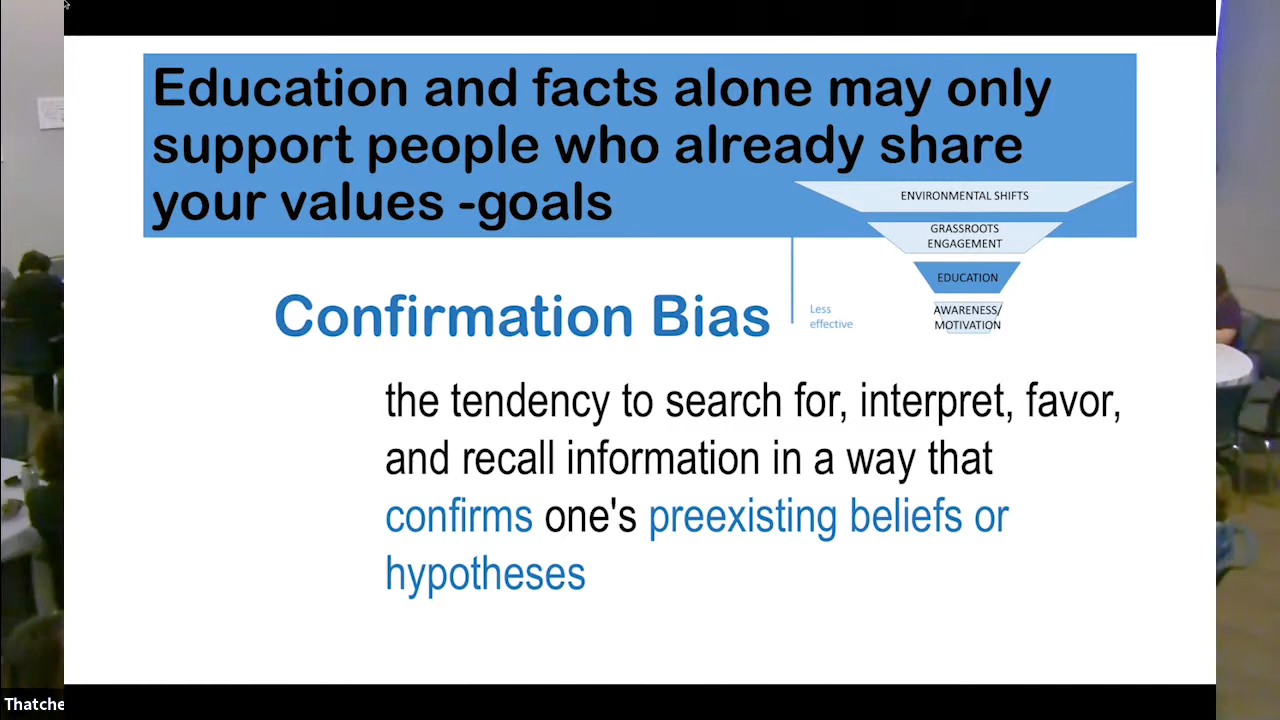 Education and facts alone may only
support people who already share
your values -goals
ENVIRONMENTAL SHIFTS
GRASSROOTS
ENGAGEMENT
EDUCATION
AWARENESS/
MOTIVATION
Less
effective
Confirmation Bias
the tendency to search for, interpret, favor,
and recall information in a way that
confirms one's preexisting beliefs or
hypotheses
Thatche